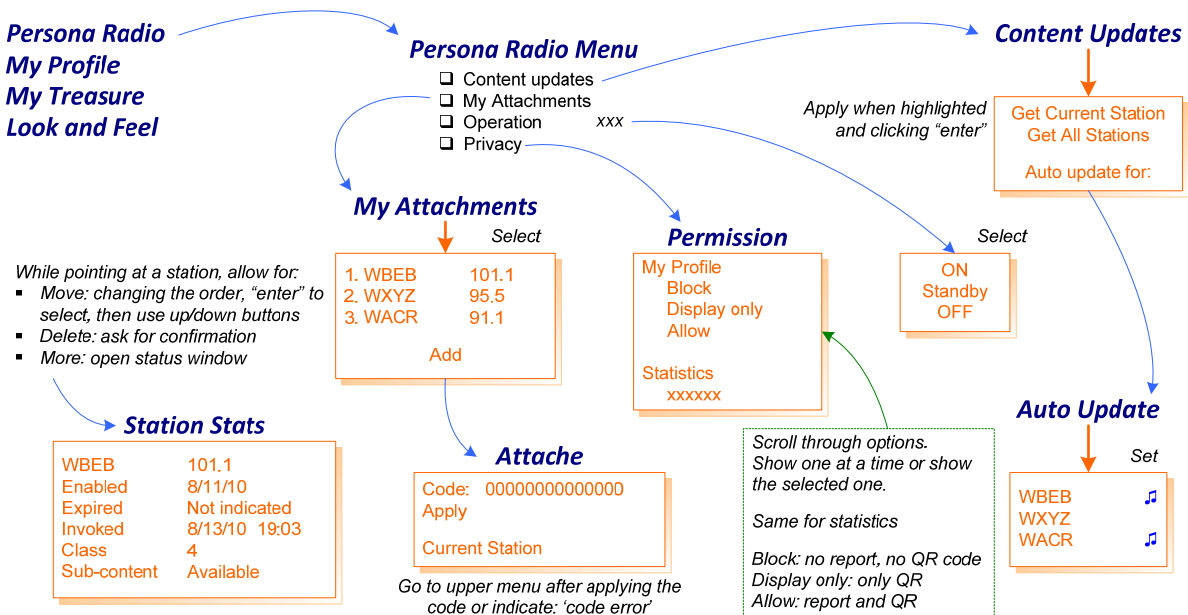 Persona Radio
My Profile
My Treasure
Look and Feel
Persona Radio Menu
❑ Content updates
❑ My Attachments
❑ Operation xxx
❑ Privacy
Content Updates
Apply when highlighted
and clicking “enter”
Get Current Station
Get All Stations
Auto update for:
My Attachments
Select
1. WBEB 101.1
2. WXYZ 95.5
3. WACR 91.1
Add
Permission
My Profile
Block
Display only
Allow
Statistics
xxxxxx
Select
ON
Standby
OFF
While pointing at a station, allow for:
▪ Move: changing the order, “enter” to
select, then use up/down buttons
▪ Delete: ask for confirmation
▪ More: open status window
Station Stats
WBEB 101.1
Enabled 8/11/10
Expired Not indicated
Invoked 8/13/10 19:03
Class 4
Sub-content Available
Attache
Code: 00000000000000
Apply
Current Station
Go to upper menu after applying the
code or indicate: ‘code error’
Scroll through options.
Show one at a time or show
the selected one.
Same for statistics
Block: no report, no QR code
Display only: only QR
Allow: report and QR
Auto Update
Set
WBEB ♫
WXYZ
WACR ♫